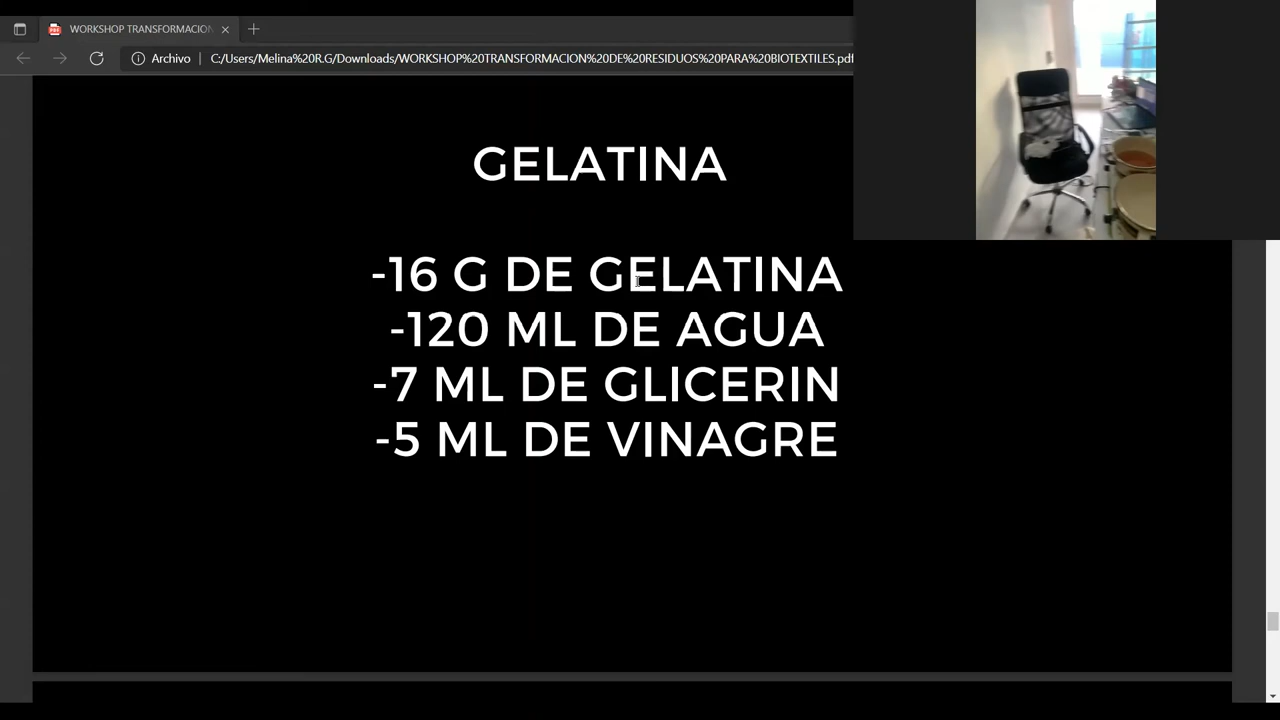 WORKSHOP TRANSFORMACION
Archivo
C:/Users/Melina%20R.G/Downloads/WORKSHOP%20TRANSFORMACION%20DE%20RESIDUOS%20PARA%20BIOTEXTILES.pdf
GELATINA
-16 G DE GELATINA
-120 ML DE AGUA
-7 ML DE GLICERIN
-5 ML DE VINAGRE